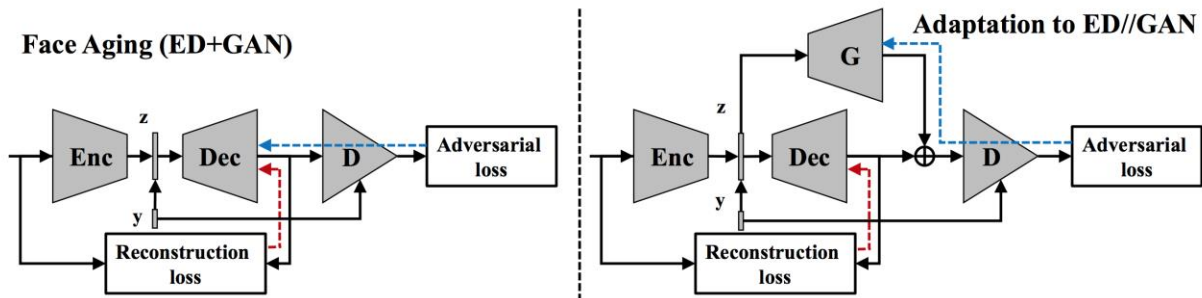 Face Aging (ED+GAN)
z
Enc
Dec
D
Adversarial
loss
y
Reconstruction
loss
Adaptation to ED//GAN
G
z
Enc
Dec
D
Adversarial
loss
y
Reconstruction
loss